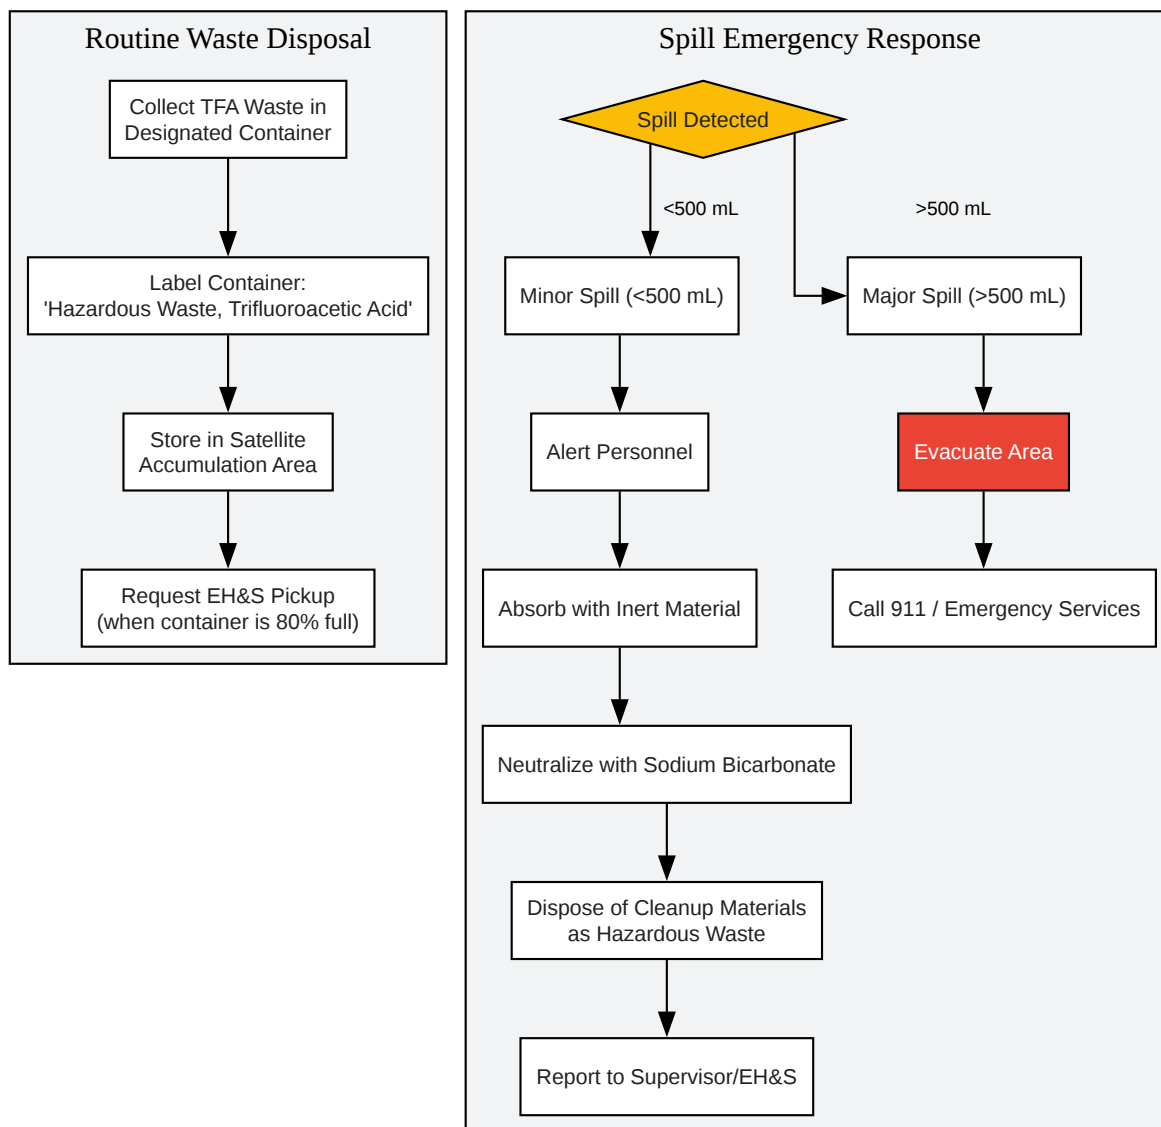 Routine Waste Disposal
Collect TFA Waste in
Designated Container
Label Container:
'Hazardous Waste, Trifluoroacetic Acid'
Store in Satellite
Accumulation Area
Request EH&S Pickup
(when container is 80% full)
Spill Emergency Response
Spill Detected
<500 mL
>500 mL
Minor Spill (<500 mL)
Major Spill (>500 mL)
Alert Personnel
Evacuate Area
Absorb with Inert Material
Call 911 / Emergency Services
Neutralize with Sodium Bicarbonate
Dispose of Cleanup Materials
as Hazardous Waste
Report to Supervisor/EH&S